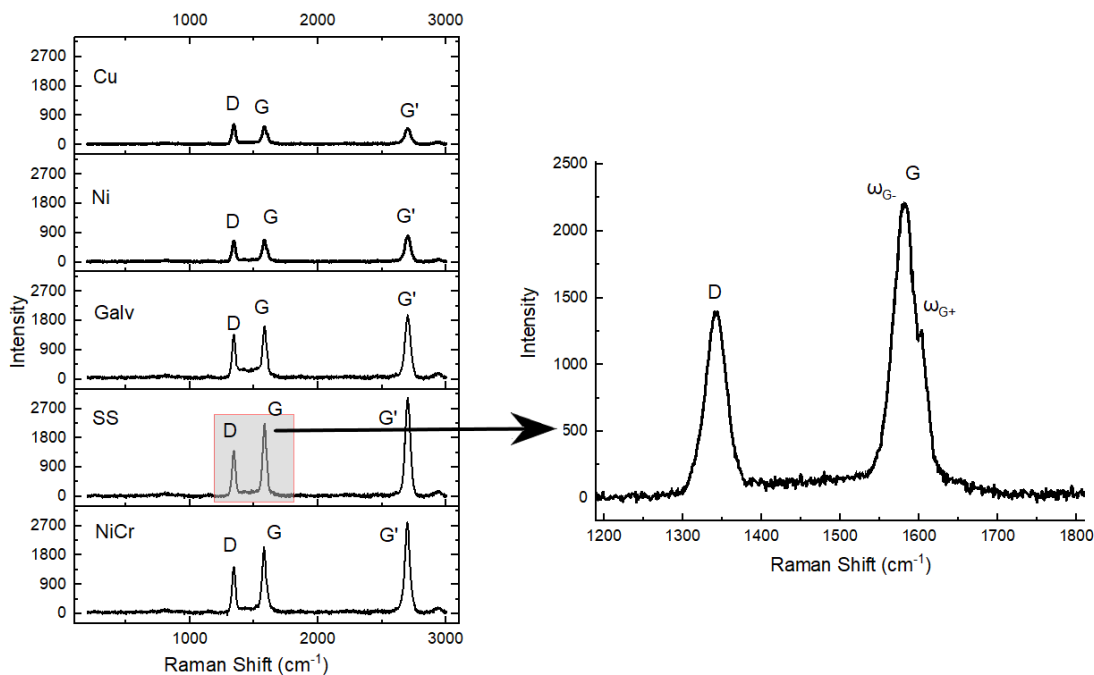 1000 2000 3000
2700
1800
900
0
Cu
D G G'
2700
1800
900
0
Ni
D G G'
2700
1800
900
0
Galv
D G G'
2700
1800
900
0
SS
D G G'
2700
1800
900
0
NiCr
D G G'
1000 2000 3000
Intensity
Raman Shift (cm⁻¹)
2500
2000
1500
1000
500
0
D
ω_G-
G
ω_G+
1200 1300 1400 1500 1600 1700 1800
Intensity
Raman Shift (cm⁻¹)